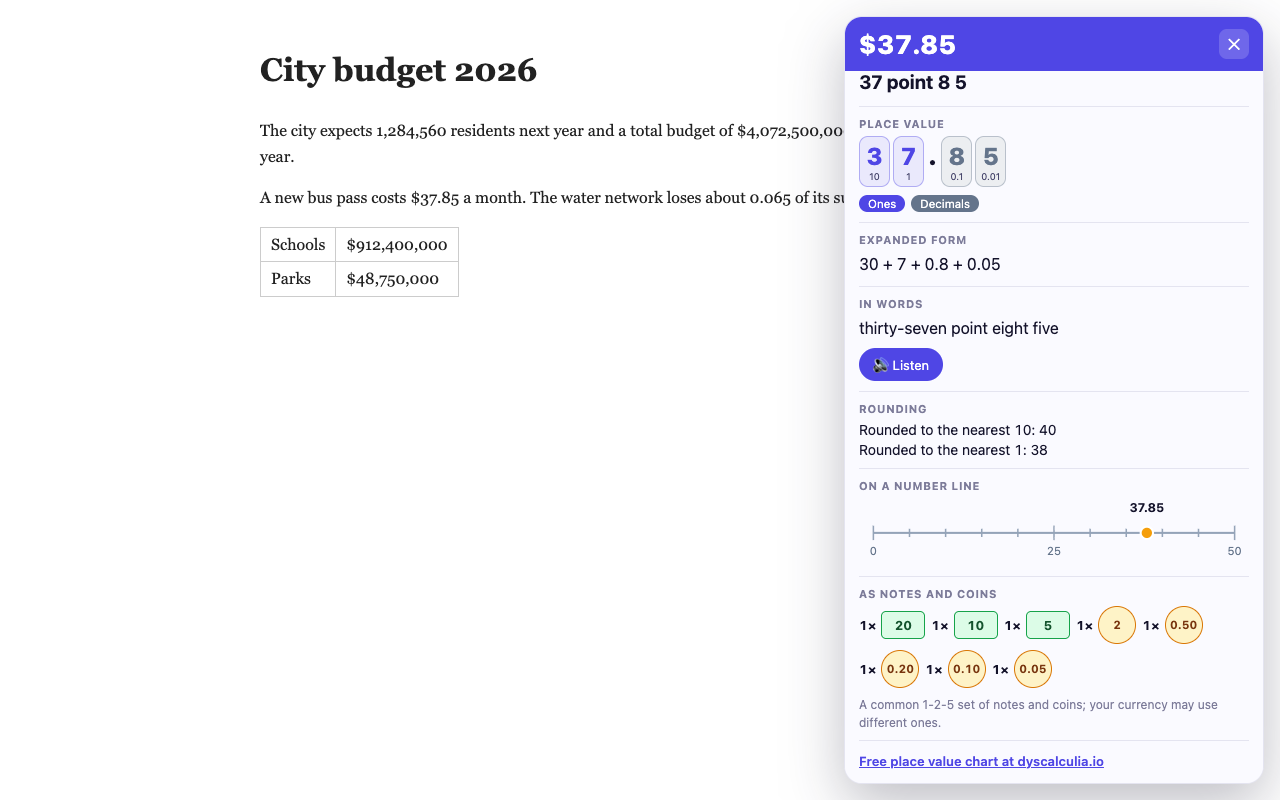 City budget 2026
The city expects 1,284,560 residents next year and a total budget of $4,072,500,00
year.
A new bus pass costs $37.85 a month. The water network loses about 0.065 of its su
Schools $912,400,000
Parks $48,750,000
$37.85
37 point 8 5
PLACE VALUE
3 7 . 8 5
10 1 0.1 0.01
Ones Decimals
EXPANDED FORM
30 + 7 + 0.8 + 0.05
IN WORDS
thirty-seven point eight five
Listen
ROUNDING
Rounded to the nearest 10: 40
Rounded to the nearest 1: 38
ON A NUMBER LINE
37.85
0 25 50
AS NOTES AND COINS
1× 20 1× 10 1× 5 1× 2 1× 0.50
1× 0.20 1× 0.10 1× 0.05
A common 1-2-5 set of notes and coins; your currency may use
different ones.
Free place value chart at dyscalculia.io